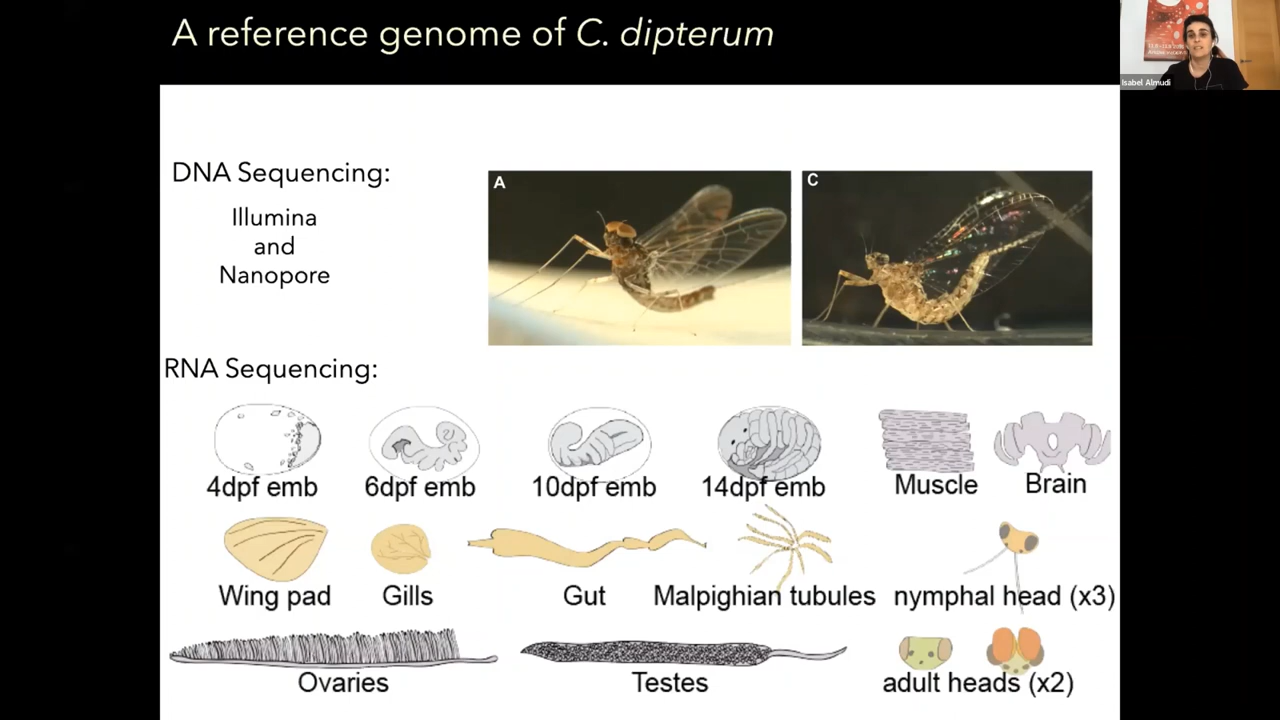 A reference genome of C. dipterum
Isabel Almudi
DNA Sequencing:
Illumina
and
Nanopore
A
C
RNA Sequencing:
4dpf emb
6dpf emb
10dpf emb
14dpf emb
Muscle
Brain
Wing pad
Gills
Gut
Malpighian tubules
nymphal head (x3)
Ovaries
Testes
adult heads (x2)